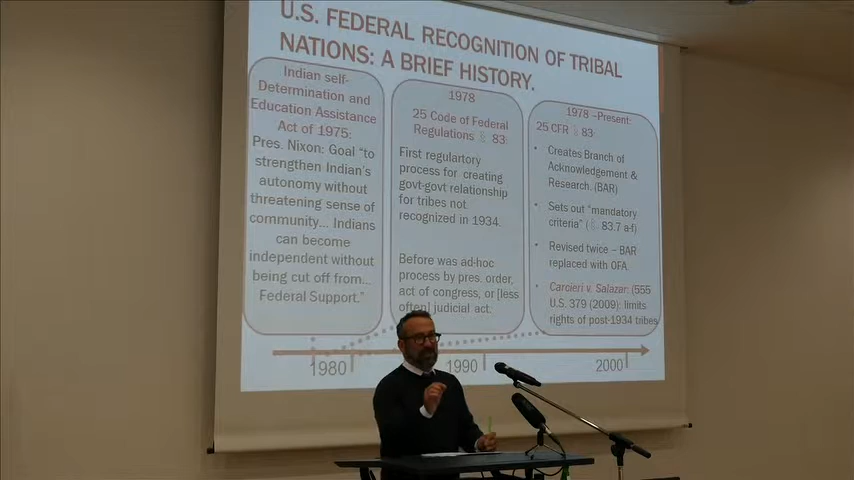 U.S. FEDERAL RECOGNITION OF TRIBAL
NATIONS: A BRIEF HISTORY.
Indian self-
Determination and
Education Assistance
Act of 1975:
Pres. Nixon: Goal “to
strengthen Indian's
autonomy without
threatening sense of
community... Indians
can become
independent without
being cut off from...
Federal Support.”
1978
25 Code of Federal
Regulations § 83:
First regulartory
process for creating
govt-govt relationship
for tribes not
recognized in 1934.
Before was ad-hoc
process by pres. order,
act of congress, or [less
often] judicial act.
1978 –Present:
25 CFR § 83:
• Creates Branch of
Acknowledgement &
Research. (BAR)
• Sets out “mandatory
criteria” (§ 83.7 a-f)
• Revised twice – BAR
replaced with OFA.
• Carcieri v. Salazar: (555
U.S. 379 (2009): limits
rights of post-1934 tribes
1980
1990
2000